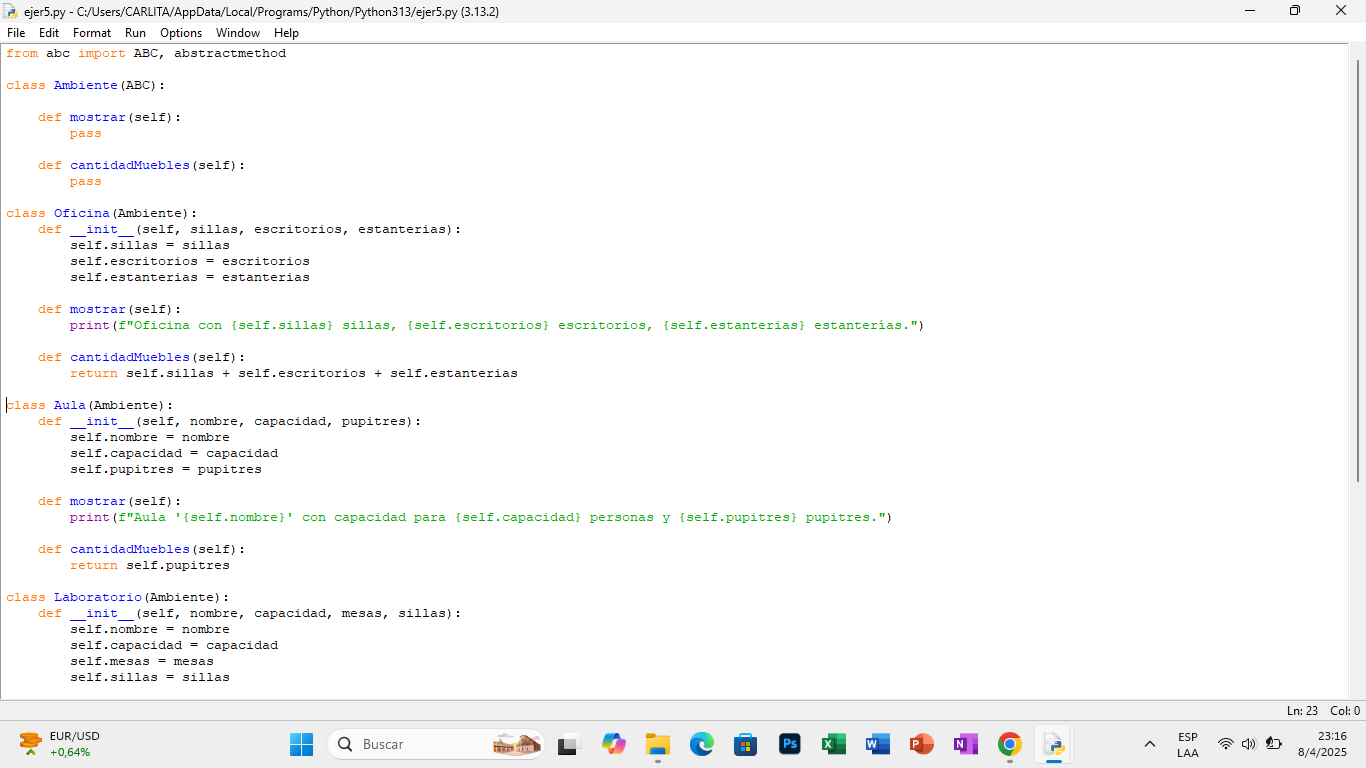 ejer5.py - C:/Users/CARLITA/AppData/Local/Programs/Python/Python313/ejer5.py (3.13.2)
File Edit Format Run Options Window Help
from abc import ABC, abstractmethod

class Ambiente(ABC):

    def mostrar(self):
        pass

    def cantidadMuebles(self):
        pass

class Oficina(Ambiente):
    def __init__(self, sillas, escritorios, estanterias):
        self.sillas = sillas
        self.escritorios = escritorios
        self.estanterias = estanterias

    def mostrar(self):
        print(f"Oficina con {self.sillas} sillas, {self.escritorios} escritorios, {self.estanterias} estanterías.")

    def cantidadMuebles(self):
        return self.sillas + self.escritorios + self.estanterias

class Aula(Ambiente):
    def __init__(self, nombre, capacidad, pupitres):
        self.nombre = nombre
        self.capacidad = capacidad
        self.pupitres = pupitres

    def mostrar(self):
        print(f"Aula '{self.nombre}' con capacidad para {self.capacidad} personas y {self.pupitres} pupitres.")

    def cantidadMuebles(self):
        return self.pupitres

class Laboratorio(Ambiente):
    def __init__(self, nombre, capacidad, mesas, sillas):
        self.nombre = nombre
        self.capacidad = capacidad
        self.mesas = mesas
        self.sillas = sillas
Ln: 23 Col: 0
EUR/USD
+0,64%
Buscar
Ps
ESP
LAA
23:16
8/4/2025